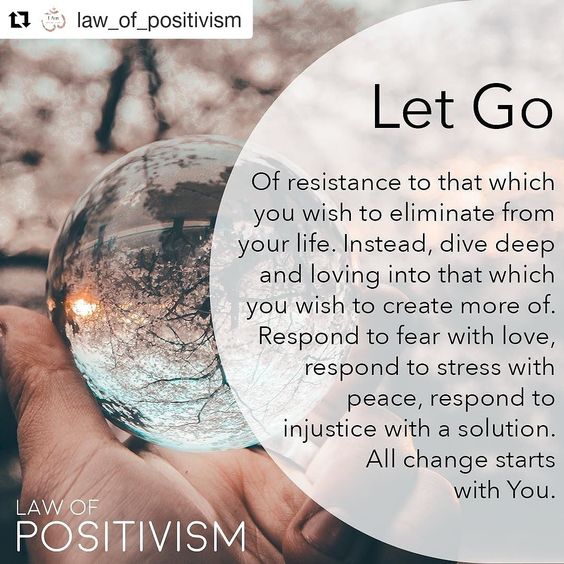 law_of_positivism
Let Go
Of resistance to that which
you wish to eliminate from
your life. Instead, dive deep
and loving into that which
you wish to create more of.
Respond to fear with love,
respond to stress with
peace, respond to
injustice with a solution.
All change starts
with You.
LAW OF
POSITIVISM